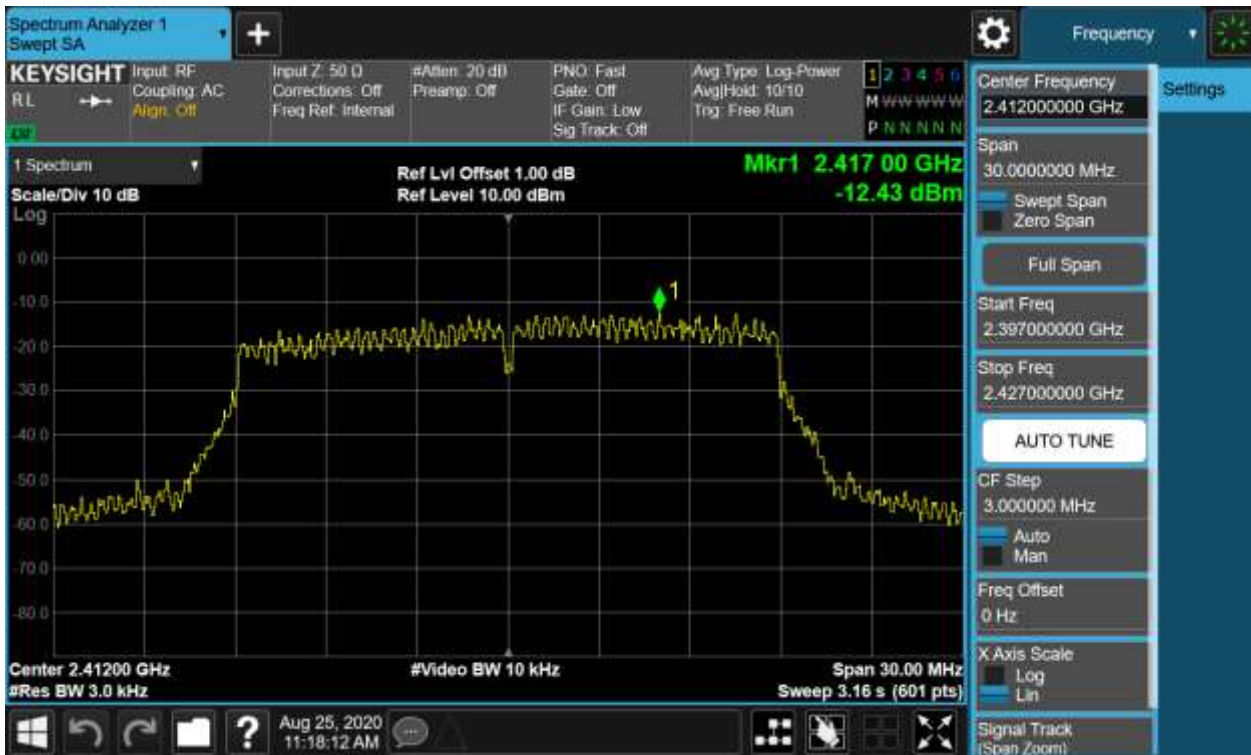 Spectrum Analyzer 1
Swept SA
+
Frequency
KEYSIGHT
RL
Input: RF
Coupling: AC
Align: Off
Input Z: 50 Ω
Corrections: Off
Freq Ref: Internal
#Atten: 20 dB
Preamp: Off
PNO: Fast
Gate: Off
IF Gain: Low
Sig Track: Off
Avg Type: Log-Power
Avg|Hold: 10/10
Trig: Free Run
1 2 3 4 5 6
M W W W W W
P N N N N N
1 Spectrum
Scale/Div 10 dB
Log
Ref Lvl Offset 1.00 dB
Ref Level 10.00 dBm
Mkr1 2.417 00 GHz
-12.43 dBm
0.00
-10.0
-20.0
-30.0
-40.0
-50.0
-60.0
-70.0
-80.0
1
Center 2.41200 GHz
#Video BW 10 kHz
Span 30.00 MHz
#Res BW 3.0 kHz
Sweep 3.16 s (601 pts)
?
Aug 25, 2020
11:18:12 AM
Center Frequency
2.412000000 GHz
Settings
Span
30.0000000 MHz
Swept Span
Zero Span
Full Span
Start Freq
2.397000000 GHz
Stop Freq
2.427000000 GHz
AUTO TUNE
CF Step
3.000000 MHz
Auto
Man
Freq Offset
0 Hz
X Axis Scale
Log
Lin
Signal Track
(Span Zoom)